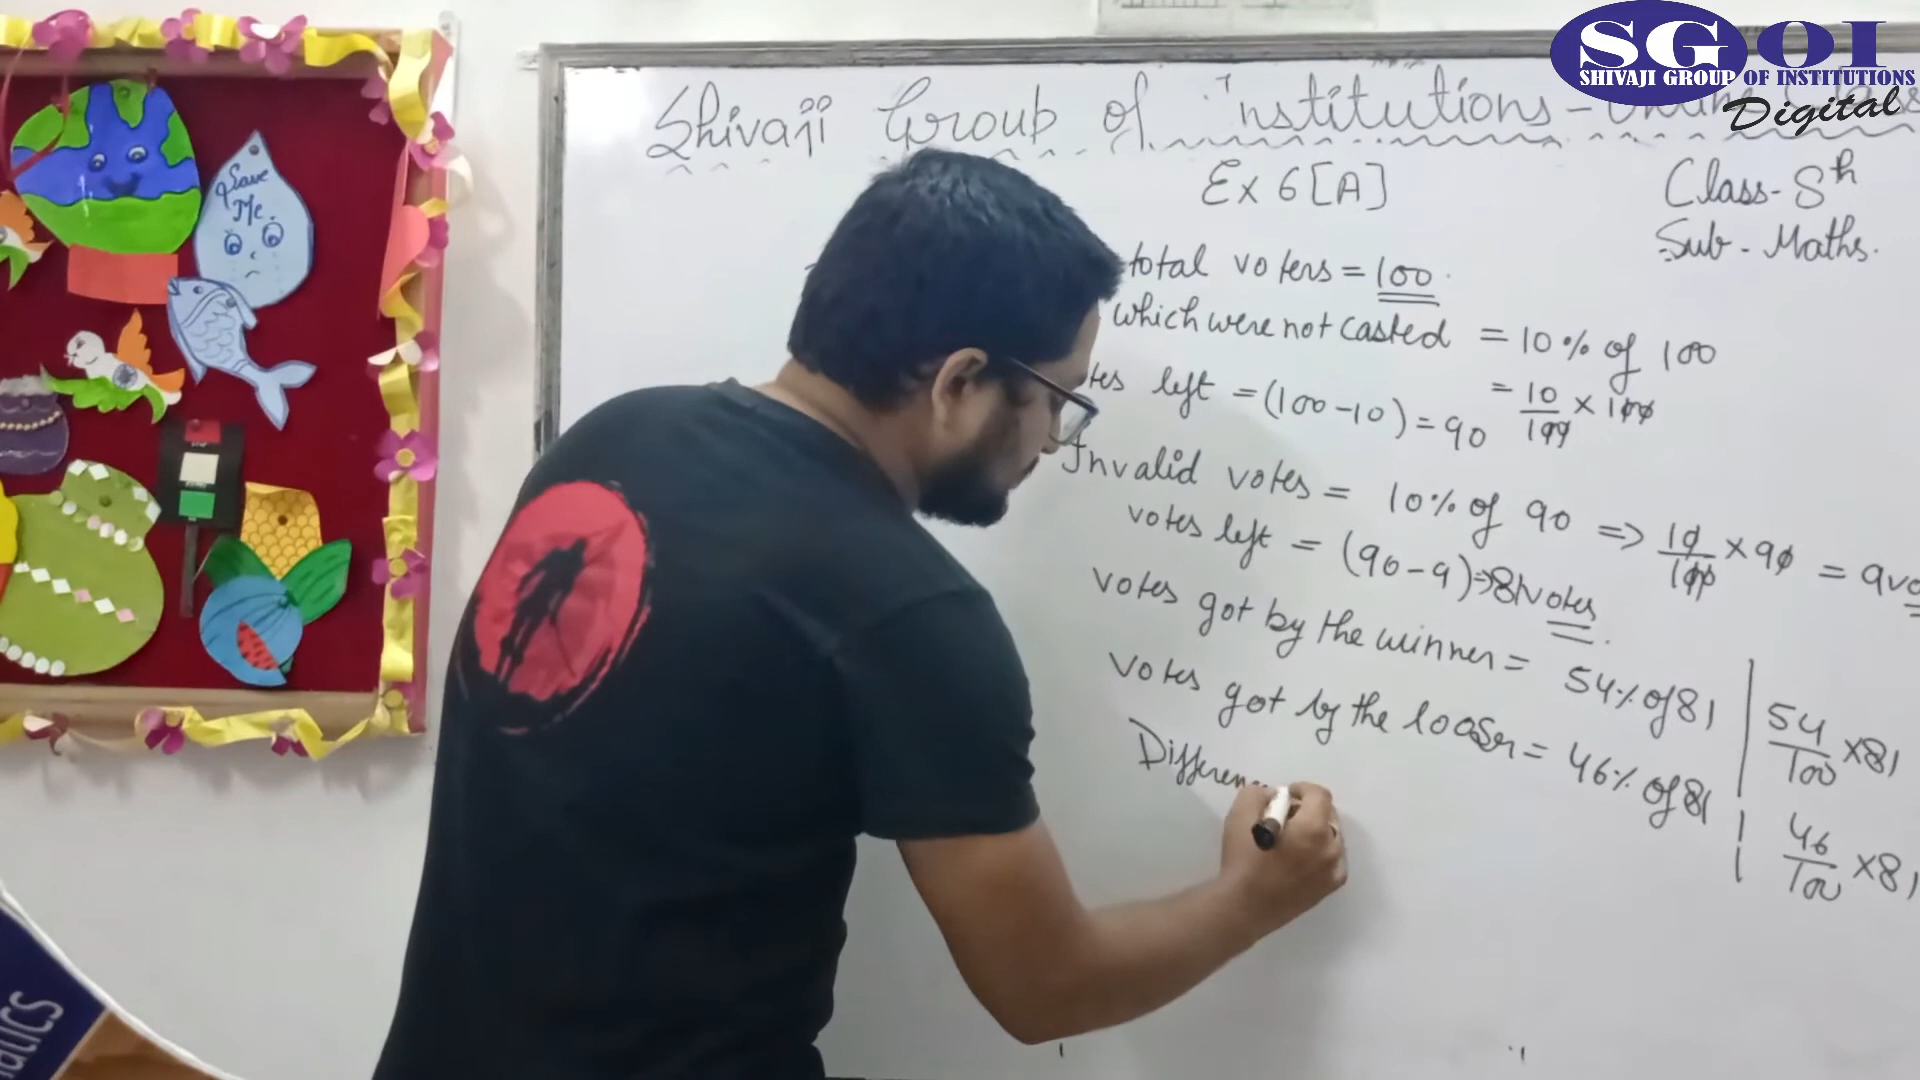 SGOI
SHIVAJI GROUP OF INSTITUTIONS
Digital
Shivaji Group of Institutions -
Ex 6[A]
Class - 8th
Sub - Maths.
Save
Me.
total voters = 100
which were not casted = 10% of 100
left = (100-10) = 90
= 10/100 × 100
Invalid votes = 10% of 90 => 10/100 × 90 = 9
votes left = (90-9) => 81 votes
votes got by the winner = 54% of 81 | 54/100 × 81
votes got by the looser = 46% of 81 | 46/100 × 81
Differen